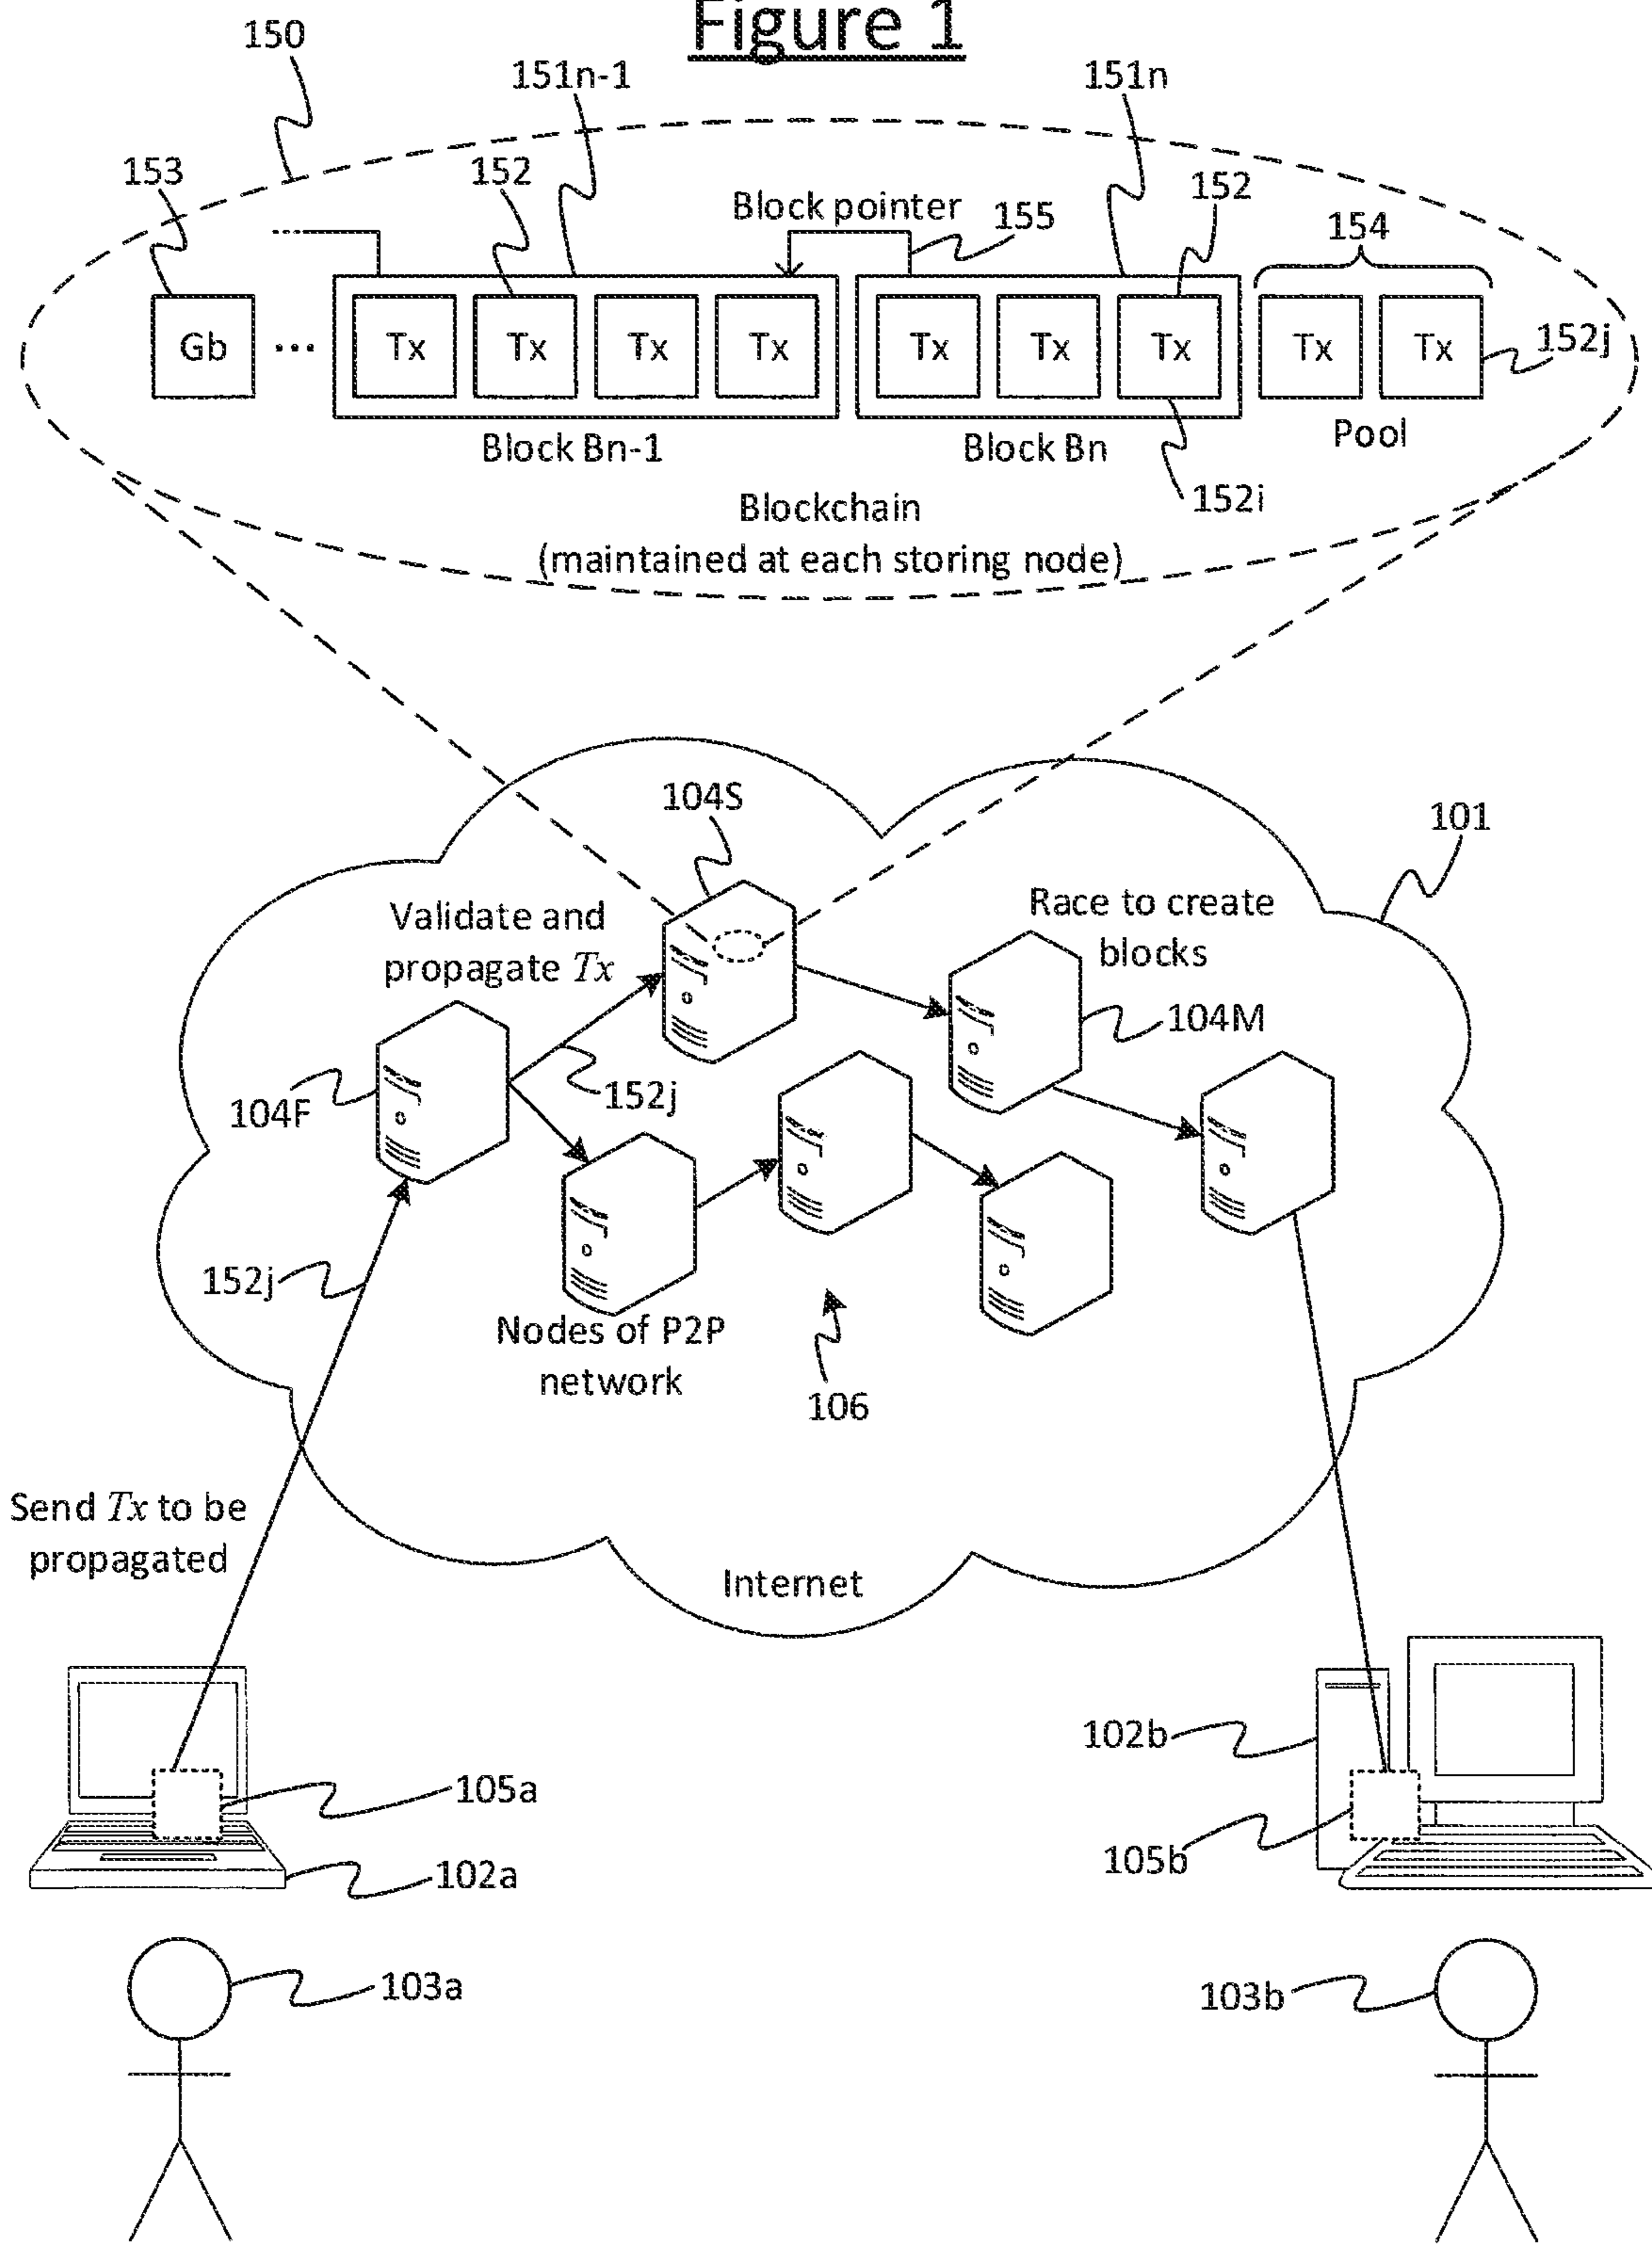 Figure 1
150
151n-1
151n
153
152
Block pointer
155
152
154
Gb
...
Tx
Tx
Tx
Tx
Tx
Tx
Tx
Tx
Tx
152j
Block Bn-1
Block Bn
Pool
152i
Blockchain
(maintained at each storing node)
104S
101
Validate and
propagate Tx
Race to create
blocks
104M
104F
152j
152j
Nodes of P2P
network
106
Send Tx to be
propagated
Internet
105a
102a
102b
105b
103a
103b